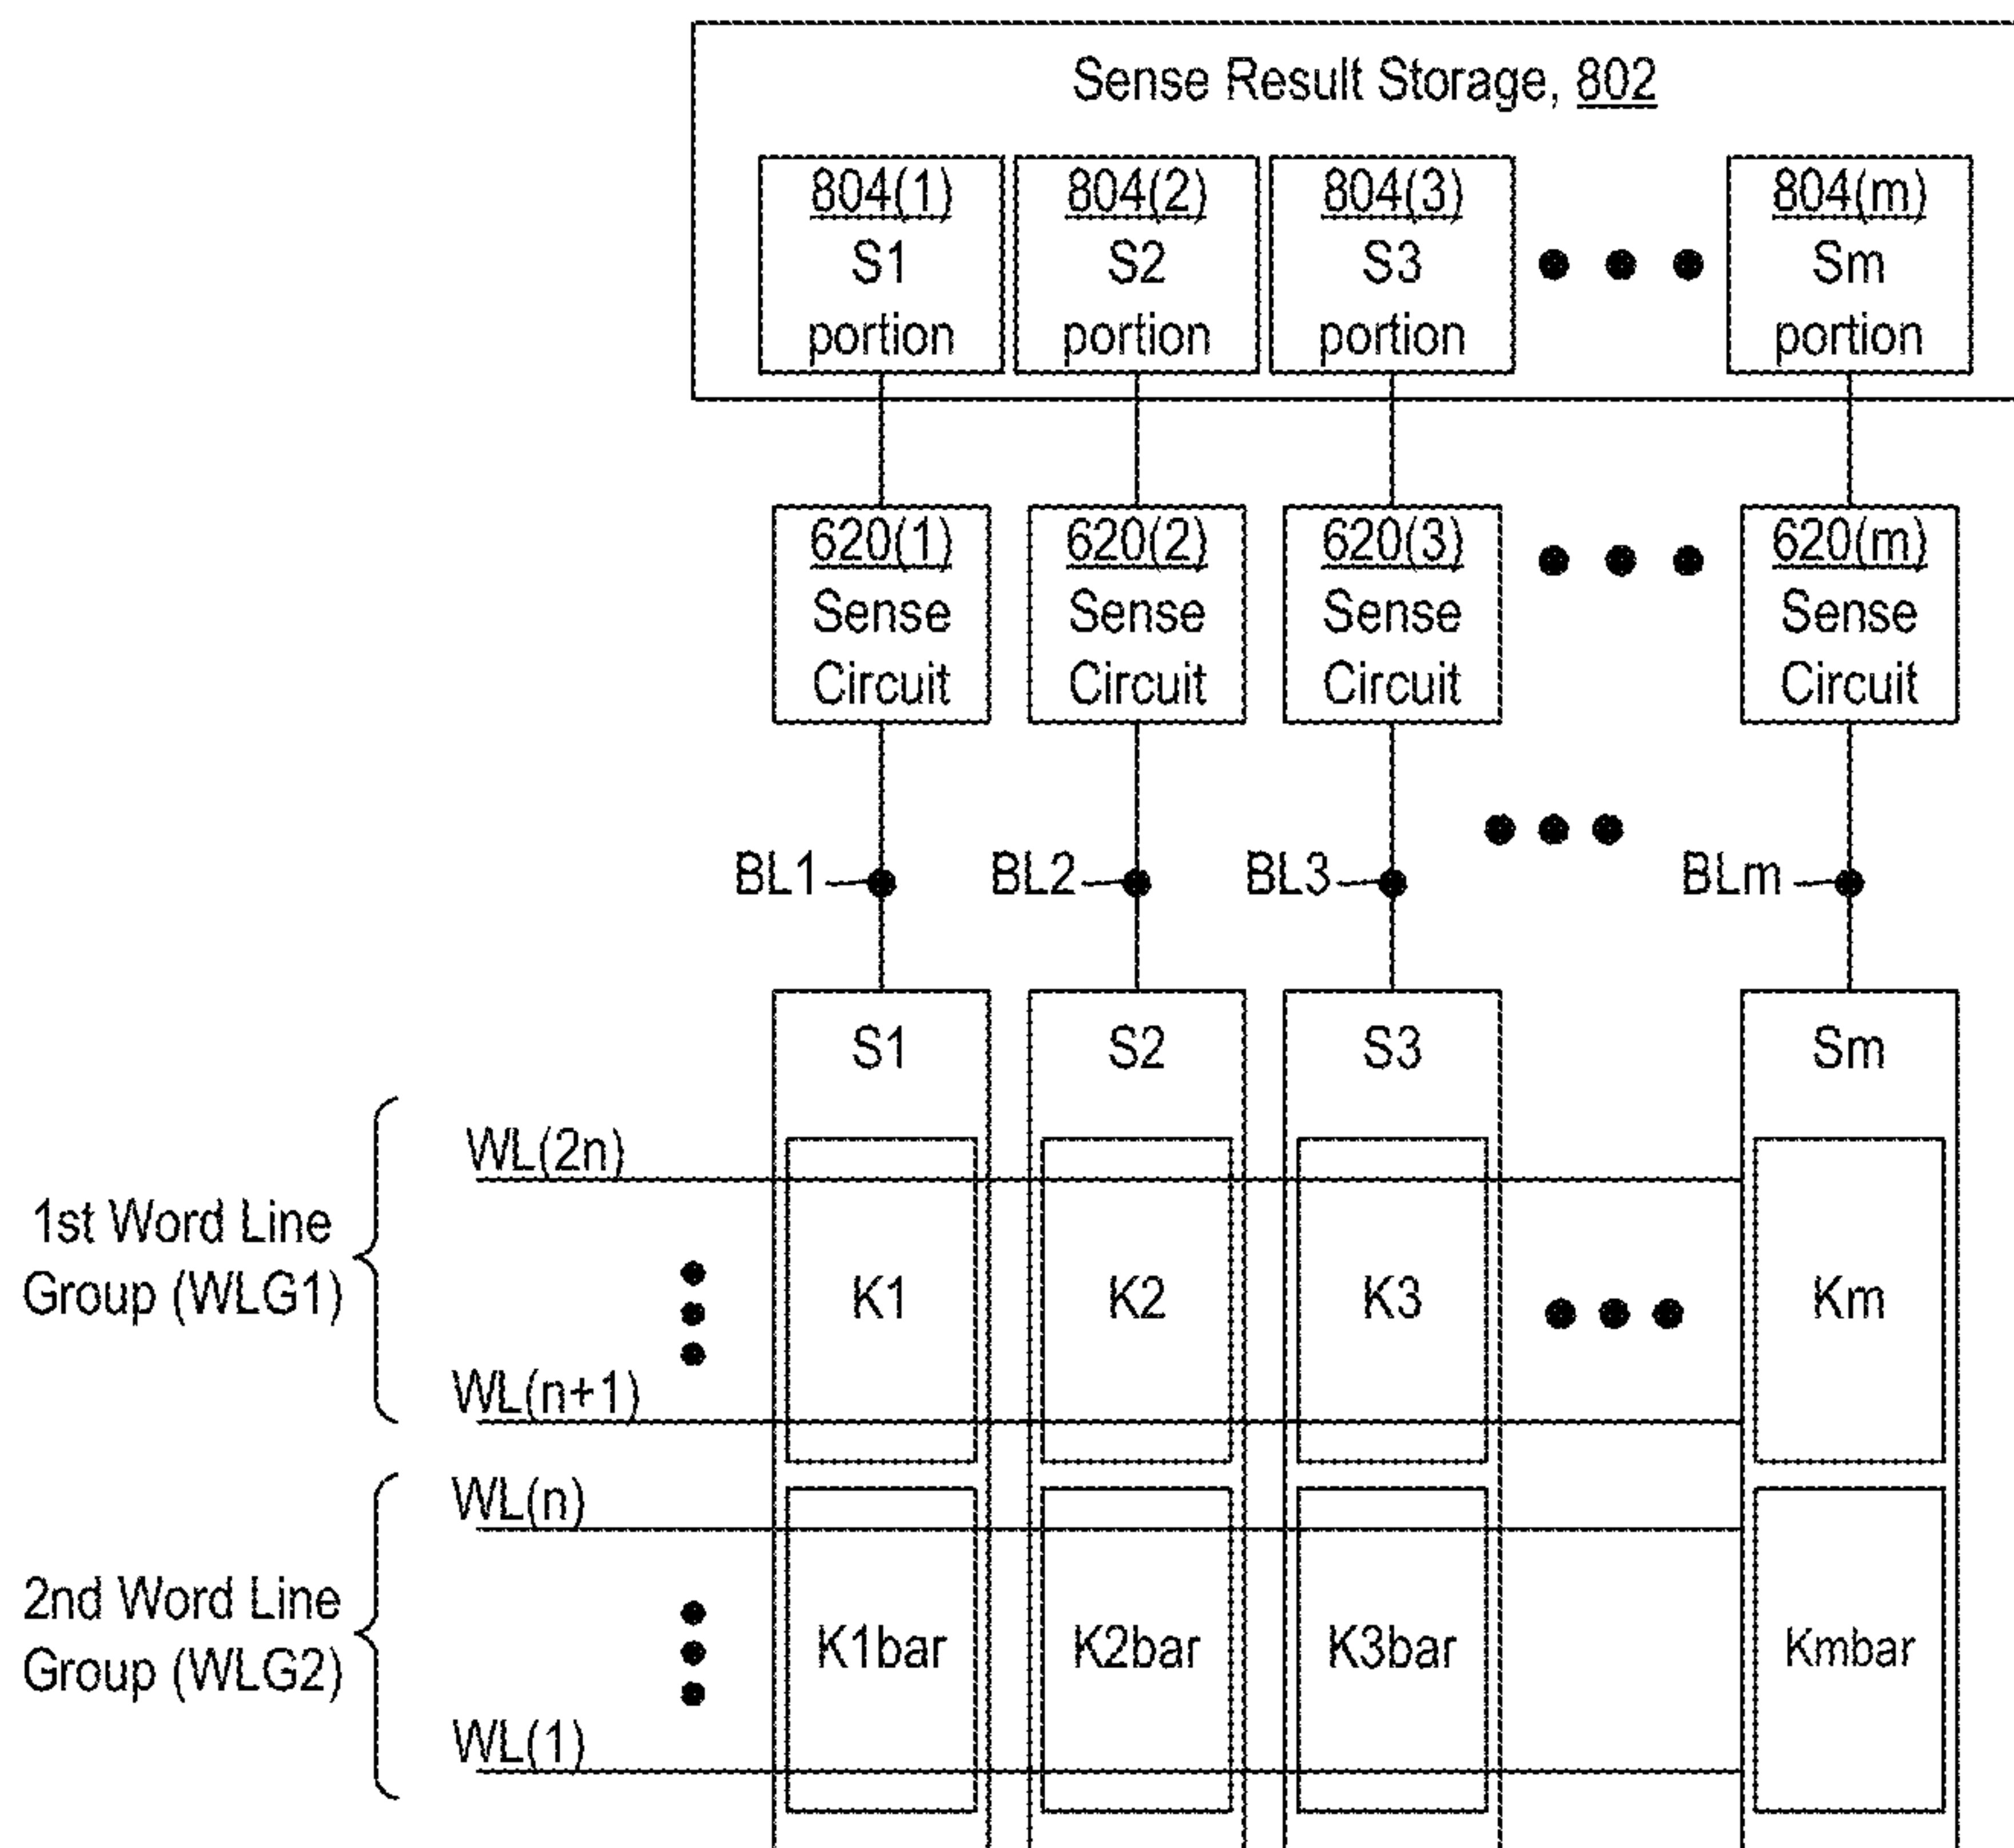 Sense Result Storage, 802
804(1)
S1
portion
804(2)
S2
portion
804(3)
S3
portion
804(m)
Sm
portion
620(1)
Sense
Circuit
620(2)
Sense
Circuit
620(3)
Sense
Circuit
620(m)
Sense
Circuit
BL1
BL2
BL3
BLm
S1
S2
S3
Sm
1st Word Line
Group (WLG1)
WL(2n)
WL(n+1)
K1
K2
K3
Km
2nd Word Line
Group (WLG2)
WL(n)
WL(1)
K1bar
K2bar
K3bar
Kmbar